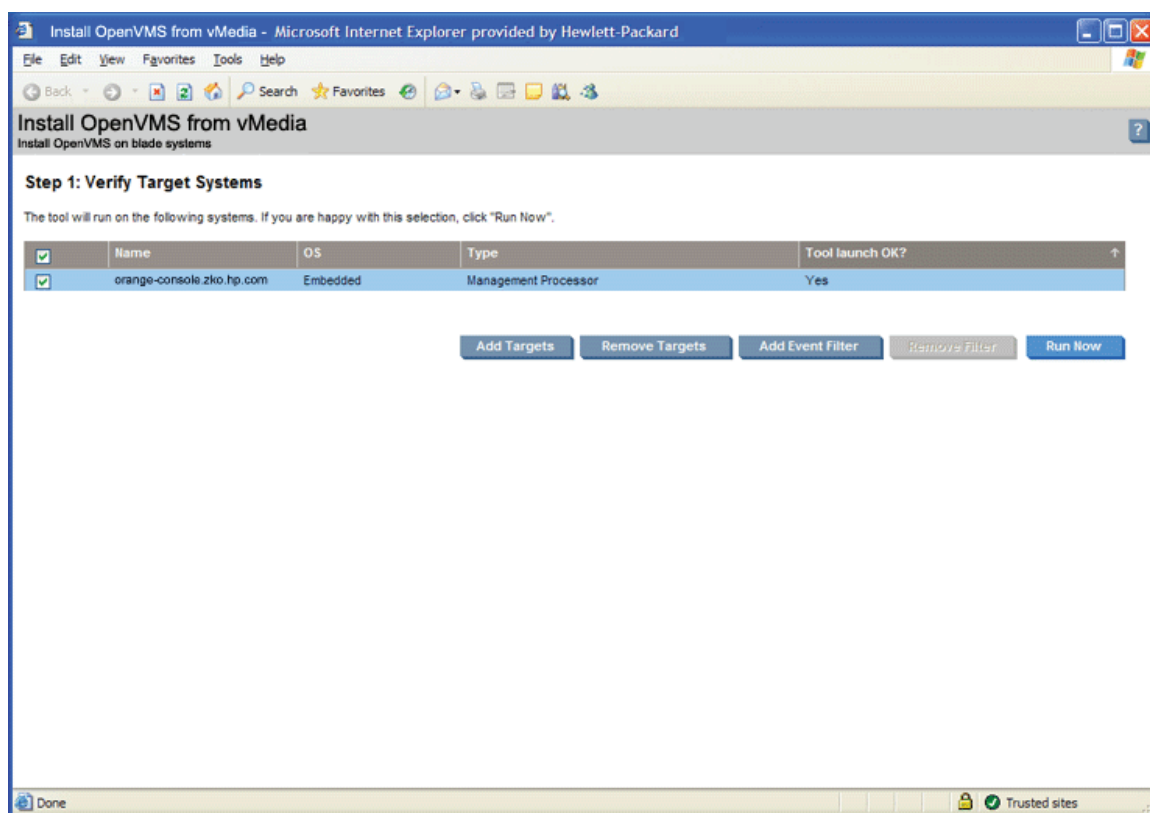 Install OpenVMS from vMedia - Microsoft Internet Explorer provided by Hewlett-Packard
File Edit View Favorites Tools Help
Back Search Favorites
Install OpenVMS from vMedia
?
Install OpenVMS on blade systems
Step 1: Verify Target Systems
The tool will run on the following systems. If you are happy with this selection, click "Run Now".
Name OS Type Tool launch OK?
orange-console.zko.hp.com Embedded Management Processor Yes
Add Targets Remove Targets Add Event Filter Remove Filter Run Now
Done Trusted sites